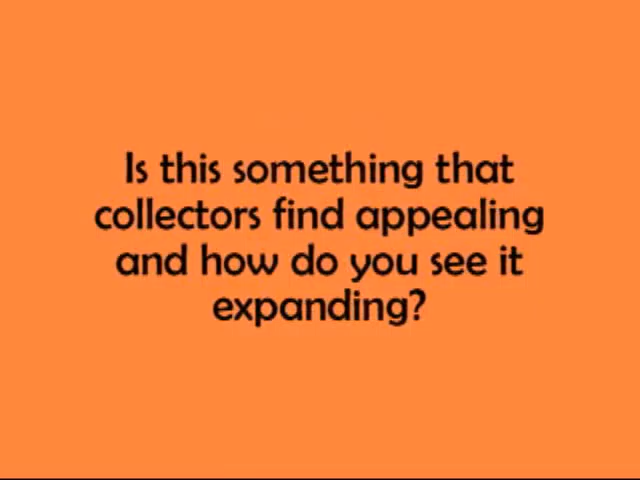 Is this something that
collectors find appealing
and how do you see it
expanding?